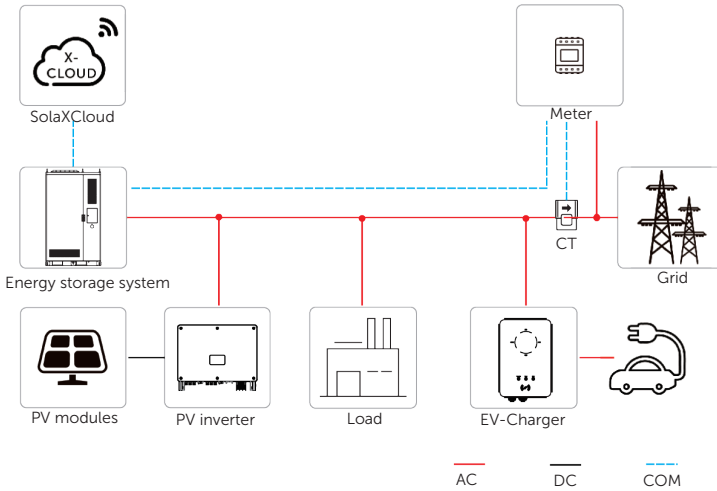 X-
CLOUD
SolaXCloud
Meter
CT
Energy storage system
Grid
PV modules
PV inverter
Load
EV-Charger
AC
DC
COM